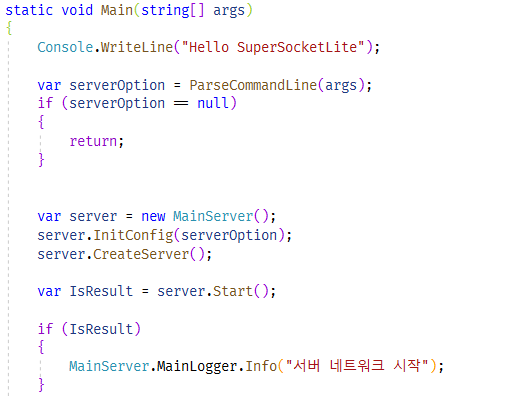 static void Main(string[] args)
{
    Console.WriteLine("Hello SuperSocketLite");
    var serverOption = ParseCommandLine(args);
    if (serverOption == null)
    {
        return;
    }
    var server = new MainServer();
    server.InitConfig(serverOption);
    server.CreateServer();
    var IsResult = server.Start();
    if (IsResult)
    {
        MainServer.MainLogger.Info("서버 네트워크 시작");
    }